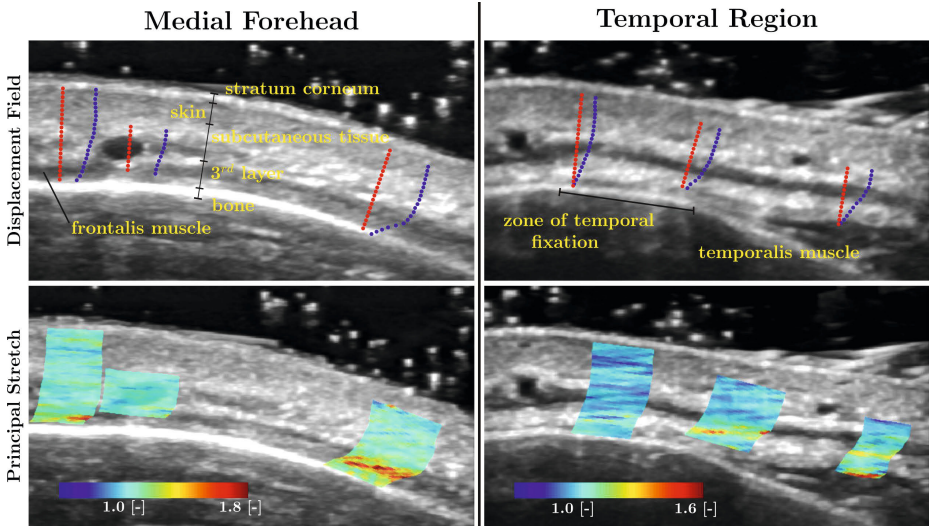 Medial Forehead
Temporal Region
Displacement Field
stratum corneum
skin
subcutaneous tissue
3rd layer
bone
frontalis muscle
zone of temporal
fixation
temporalis muscle
Principal Stretch
1.0 [-]
1.8 [-]
1.0 [-]
1.6 [-]